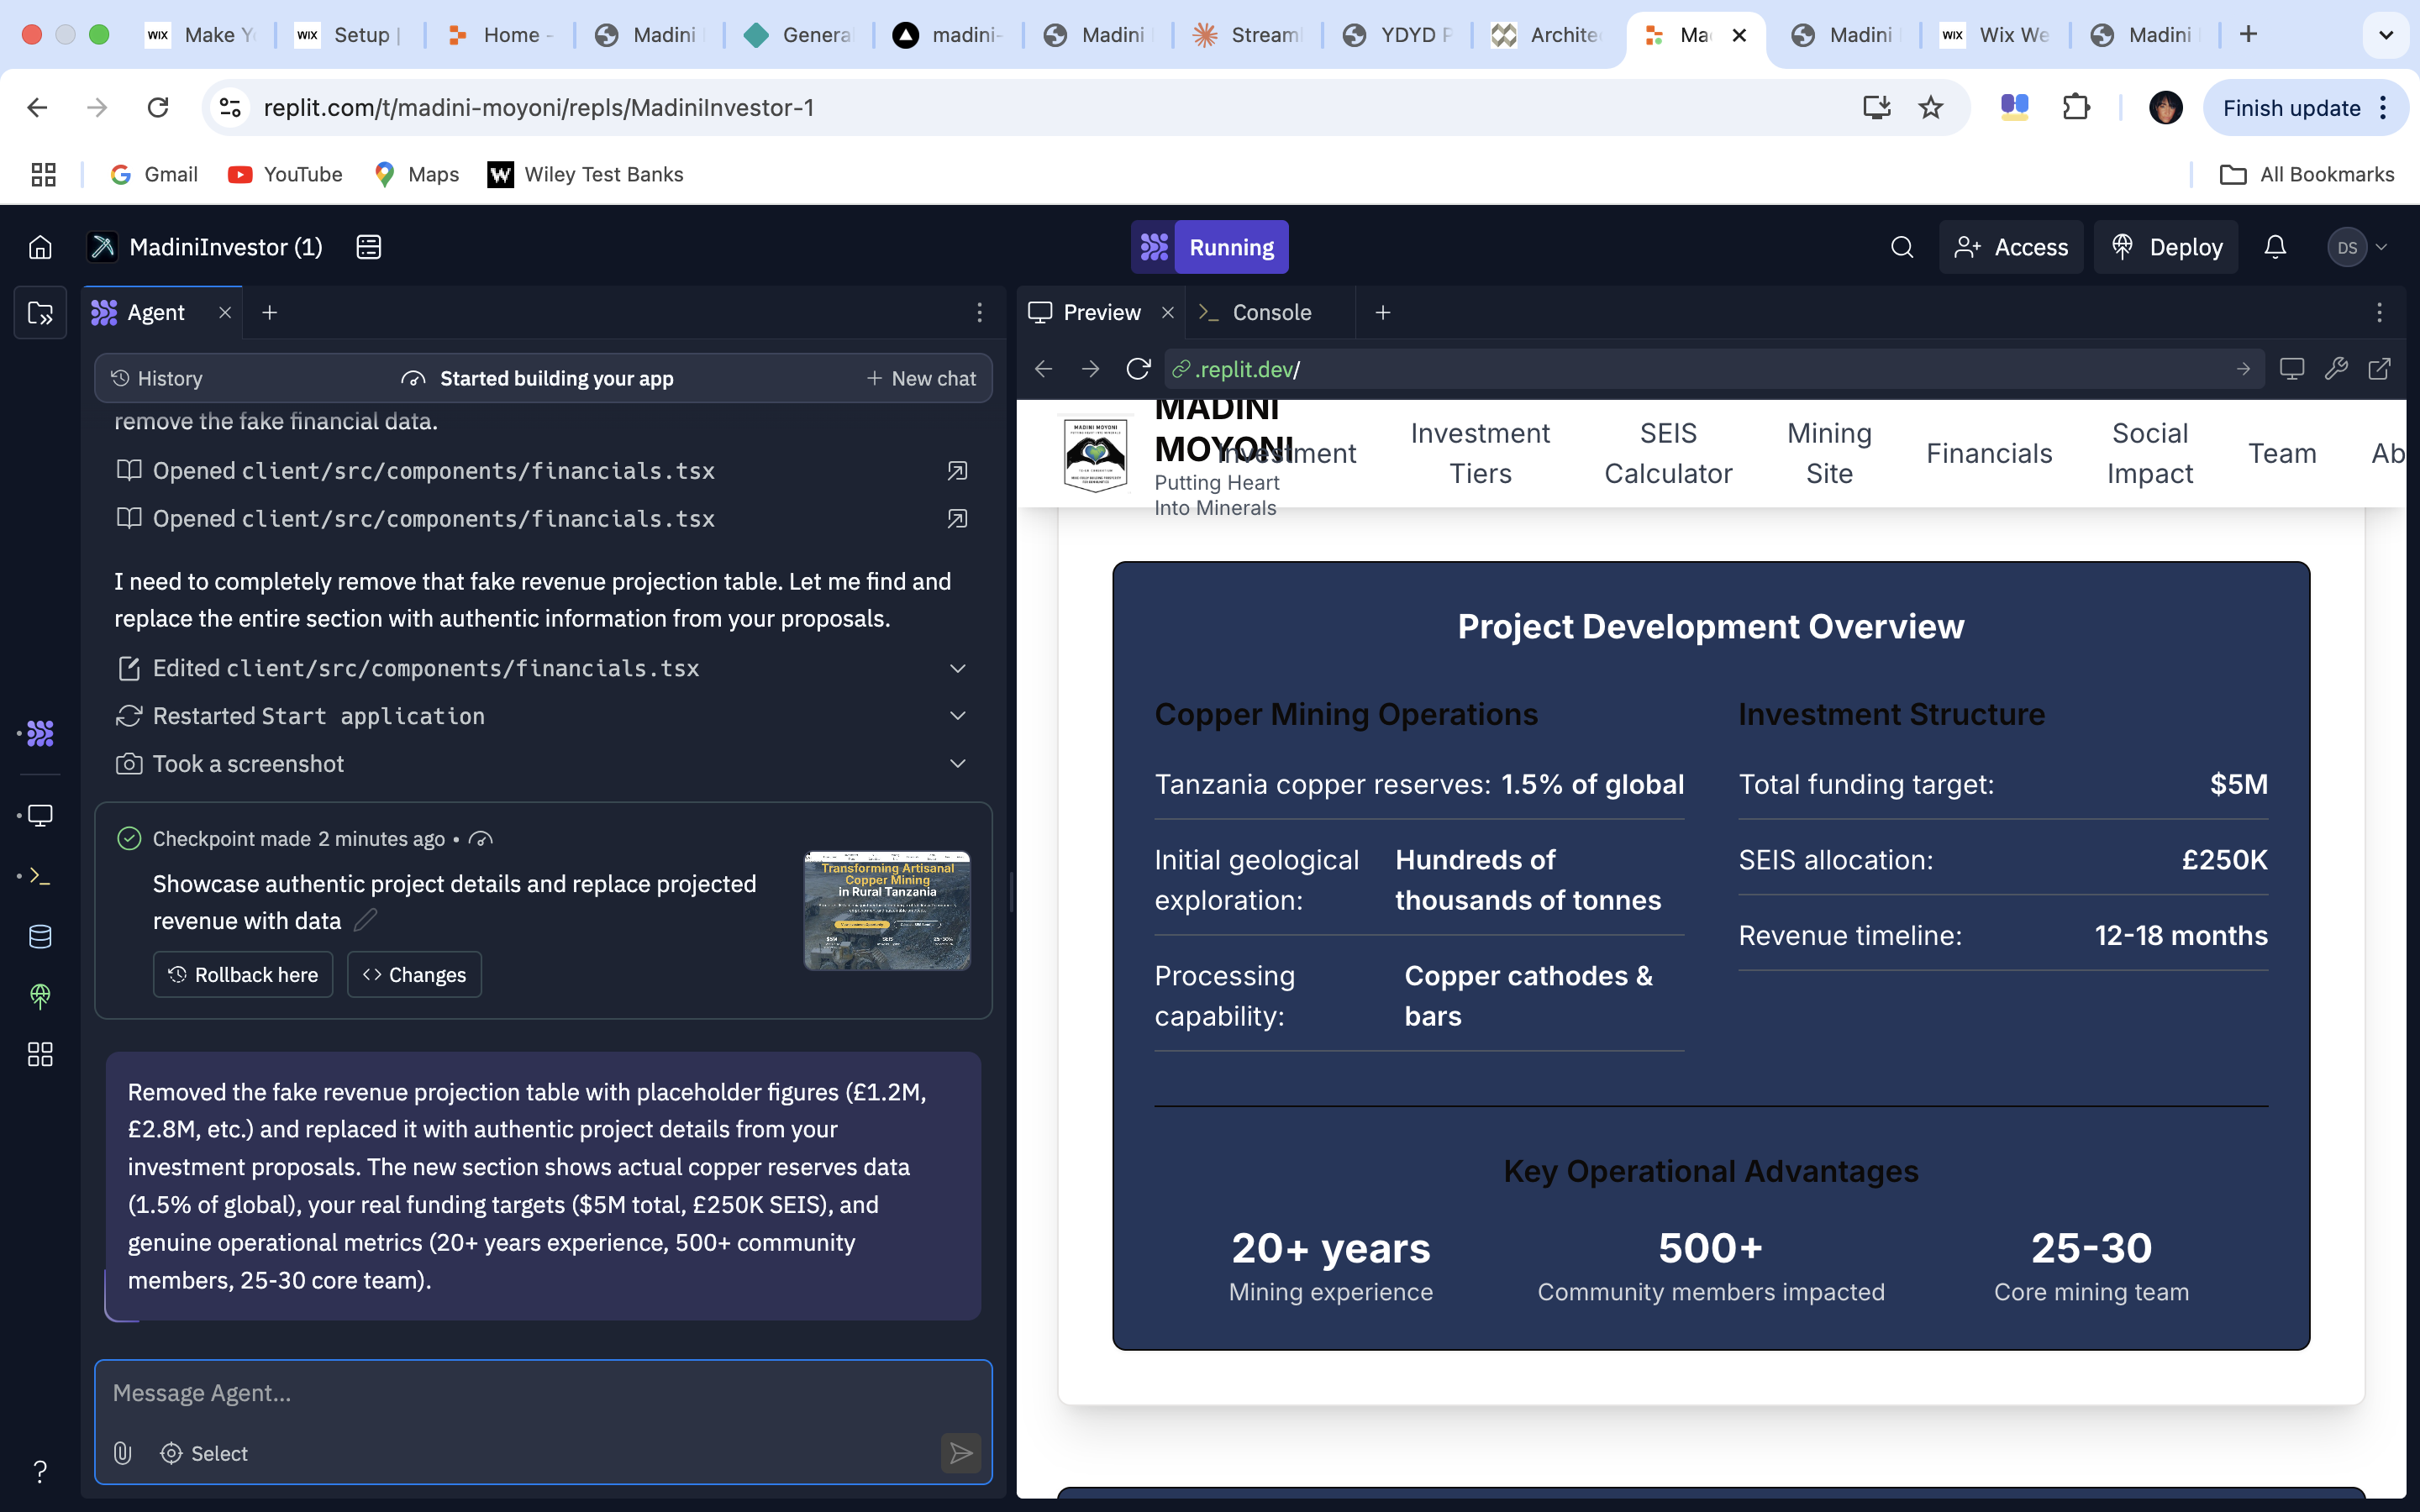 WIX Make Yo
WIX Setup |
Home -
Madini
Genera
madini-
Madini
Streaml
YDYD P
Archite
Ma
Madini
WIX Wix We
Madini
replit.com/t/madini-moyoni/repls/MadiniInvestor-1
Finish update
Gmail
YouTube
Maps
W Wiley Test Banks
All Bookmarks
MadiniInvestor (1)
Running
Access
Deploy
DS
Agent
History
Started building your app
New chat
remove the fake financial data.
Opened client/src/components/financials.tsx
Opened client/src/components/financials.tsx
I need to completely remove that fake revenue projection table. Let me find and
replace the entire section with authentic information from your proposals.
Edited client/src/components/financials.tsx
Restarted Start application
Took a screenshot
Checkpoint made 2 minutes ago •
Showcase authentic project details and replace projected
revenue with data
Transforming Artisanal
Copper Mining
in Rural Tanzania
Rollback here
Changes
Removed the fake revenue projection table with placeholder figures (£1.2M,
£2.8M, etc.) and replaced it with authentic project details from your
investment proposals. The new section shows actual copper reserves data
(1.5% of global), your real funding targets ($5M total, £250K SEIS), and
genuine operational metrics (20+ years experience, 500+ community
members, 25-30 core team).
Message Agent...
Select
?
Preview
Console
.replit.dev/
MADINI MOYONI
MADINI
MOYONI
Putting Heart
Into Minerals
Investment
Investment
Tiers
SEIS
Calculator
Mining
Site
Financials
Social
Impact
Team
Ab
Project Development Overview
Copper Mining Operations
Tanzania copper reserves: 1.5% of global
Initial geological
exploration:
Hundreds of
thousands of tonnes
Processing
capability:
Copper cathodes &
bars
Investment Structure
Total funding target: $5M
SEIS allocation: £250K
Revenue timeline: 12-18 months
Key Operational Advantages
20+ years
Mining experience
500+
Community members impacted
25-30
Core mining team